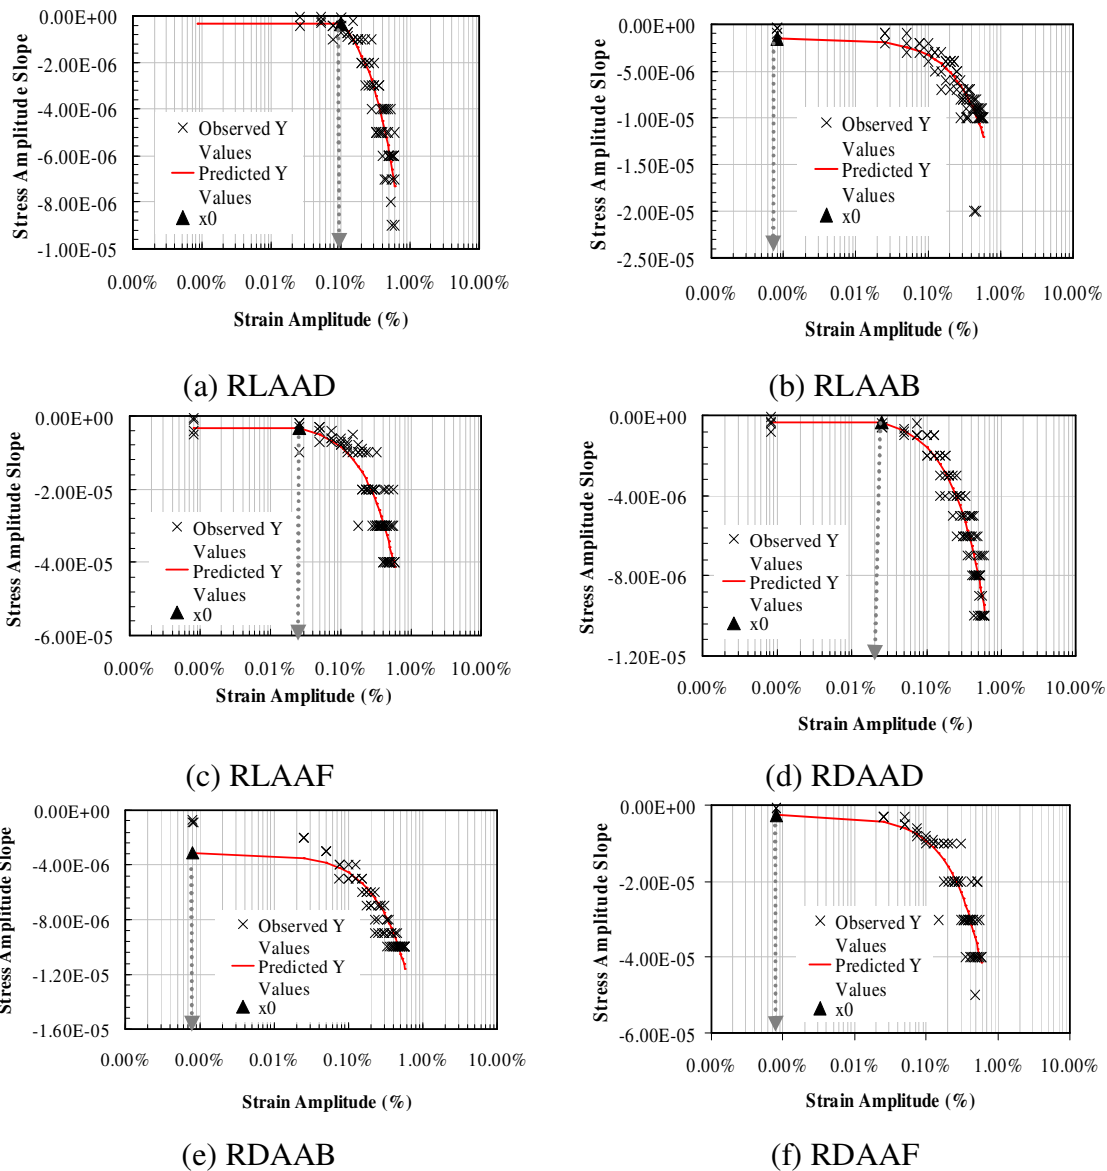 0.00E+00
-2.00E-06
-4.00E-06
-6.00E-06
-8.00E-06
-1.00E-05
Stress Amplitude Slope
Observed Y
Values
Predicted Y
Values
x0
0.00% 0.00% 0.01% 0.10% 1.00% 10.00%
Strain Amplitude (%)
(a) RLAAD
0.00E+00
-5.00E-06
-1.00E-05
-1.50E-05
-2.00E-05
-2.50E-05
Stress Amplitude Slope
Observed Y
Values
Predicted Y
Values
x0
0.00% 0.00% 0.01% 0.10% 1.00% 10.00%
Strain Amplitude (%)
(b) RLAAB
0.00E+00
-2.00E-05
-4.00E-05
-6.00E-05
Stress Amplitude Slope
Observed Y
Values
Predicted Y
Values
x0
0.00% 0.00% 0.01% 0.10% 1.00% 10.00%
Strain Amplitude (%)
(c) RLAAF
0.00E+00
-4.00E-06
-8.00E-06
-1.20E-05
Stress Amplitude Slope
Observed Y
Values
Predicted Y
Values
x0
0.00% 0.00% 0.01% 0.10% 1.00% 10.00%
Strain Amplitude (%)
(d) RDAAD
0.00E+00
-4.00E-06
-8.00E-06
-1.20E-05
-1.60E-05
Stress Amplitude Slope
Observed Y
Values
Predicted Y
Values
x0
0.00% 0.00% 0.01% 0.10% 1.00% 10.00%
Strain Amplitude (%)
(e) RDAAB
0.00E+00
-2.00E-05
-4.00E-05
-6.00E-05
Stress Amplitude Slope
Observed Y
Values
Predicted Y
Values
x0
0.00% 0.00% 0.01% 0.10% 1.00% 10.00%
Strain Amplitude (%)
(f) RDAAF